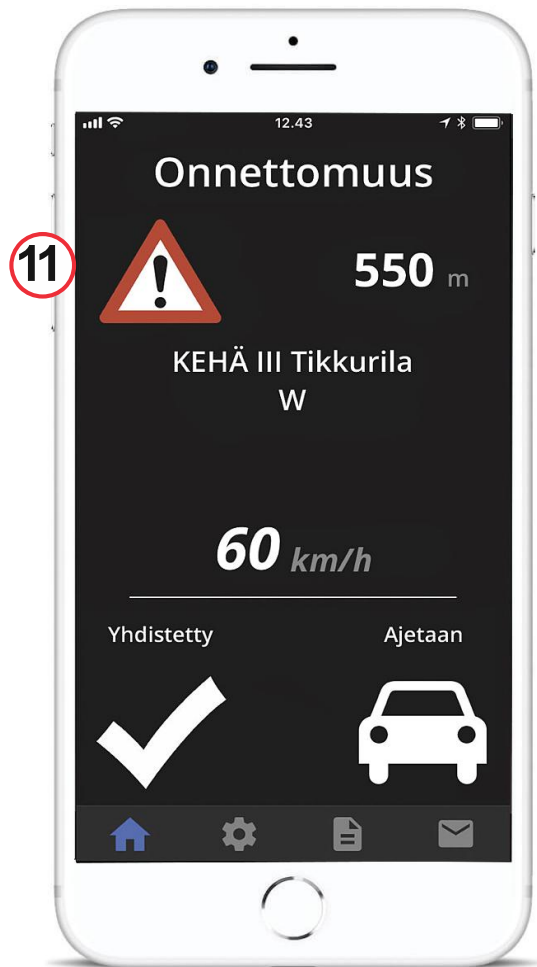 12.43
Onnettomuus
11
550 m
KEHÄ III Tikkurila
W
60 km/h
Yhdistetty Ajetaan